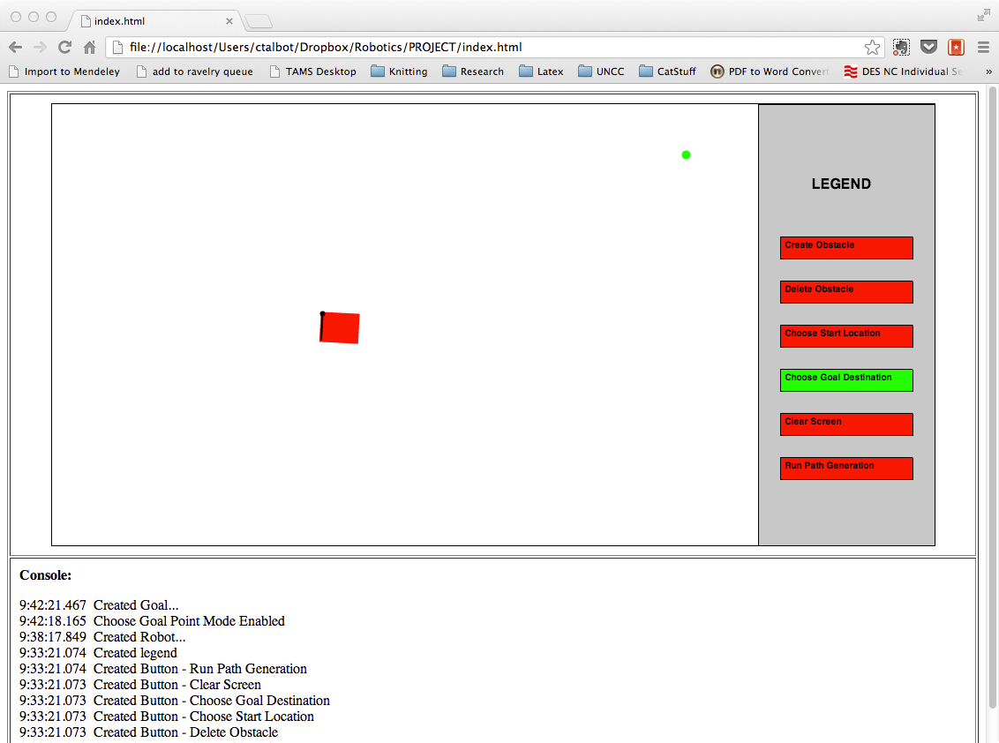 index.html
file://localhost/Users/ctalbot/Dropbox/Robotics/PROJECT/index.html
Import to Mendeley add to ravelry queue TAMS Desktop Knitting Research Latex UNCC CatStuff PDF to Word Convert DES NC Individual Se »
LEGEND
Create Obstacle
Delete Obstacle
Choose Start Location
Choose Goal Destination
Clear Screen
Run Path Generation
Console:
9:42:21.467 Created Goal...
9:42:18.165 Choose Goal Point Mode Enabled
9:38:17.849 Created Robot...
9:33:21.074 Created legend
9:33:21.074 Created Button - Run Path Generation
9:33:21.073 Created Button - Clear Screen
9:33:21.073 Created Button - Choose Goal Destination
9:33:21.073 Created Button - Choose Start Location
9:33:21.073 Created Button - Delete Obstacle